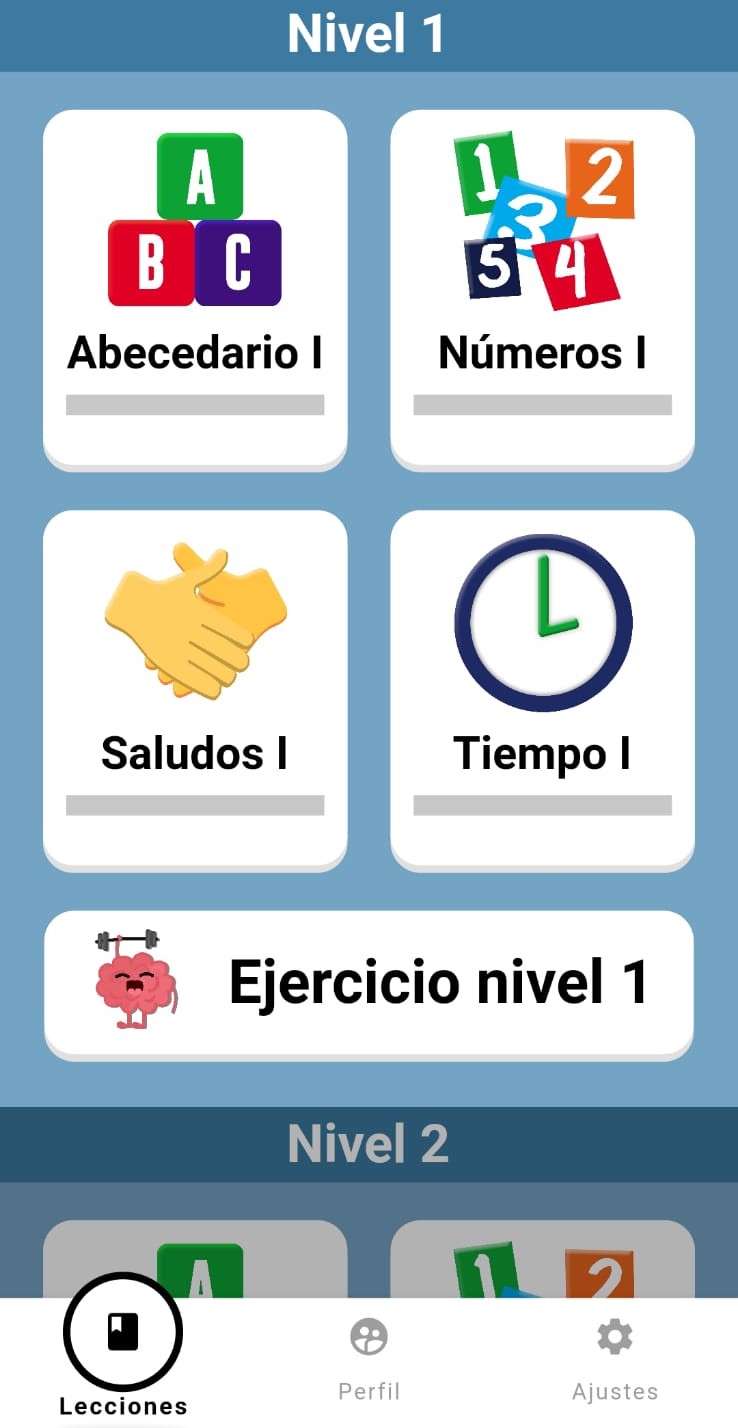 Nivel 1
A
B C
Abecedario I
1 2
3
5 4
Números I
Saludos I
Tiempo I
Ejercicio nivel 1
Nivel 2
A
1 2
Lecciones
Perfil
Ajustes